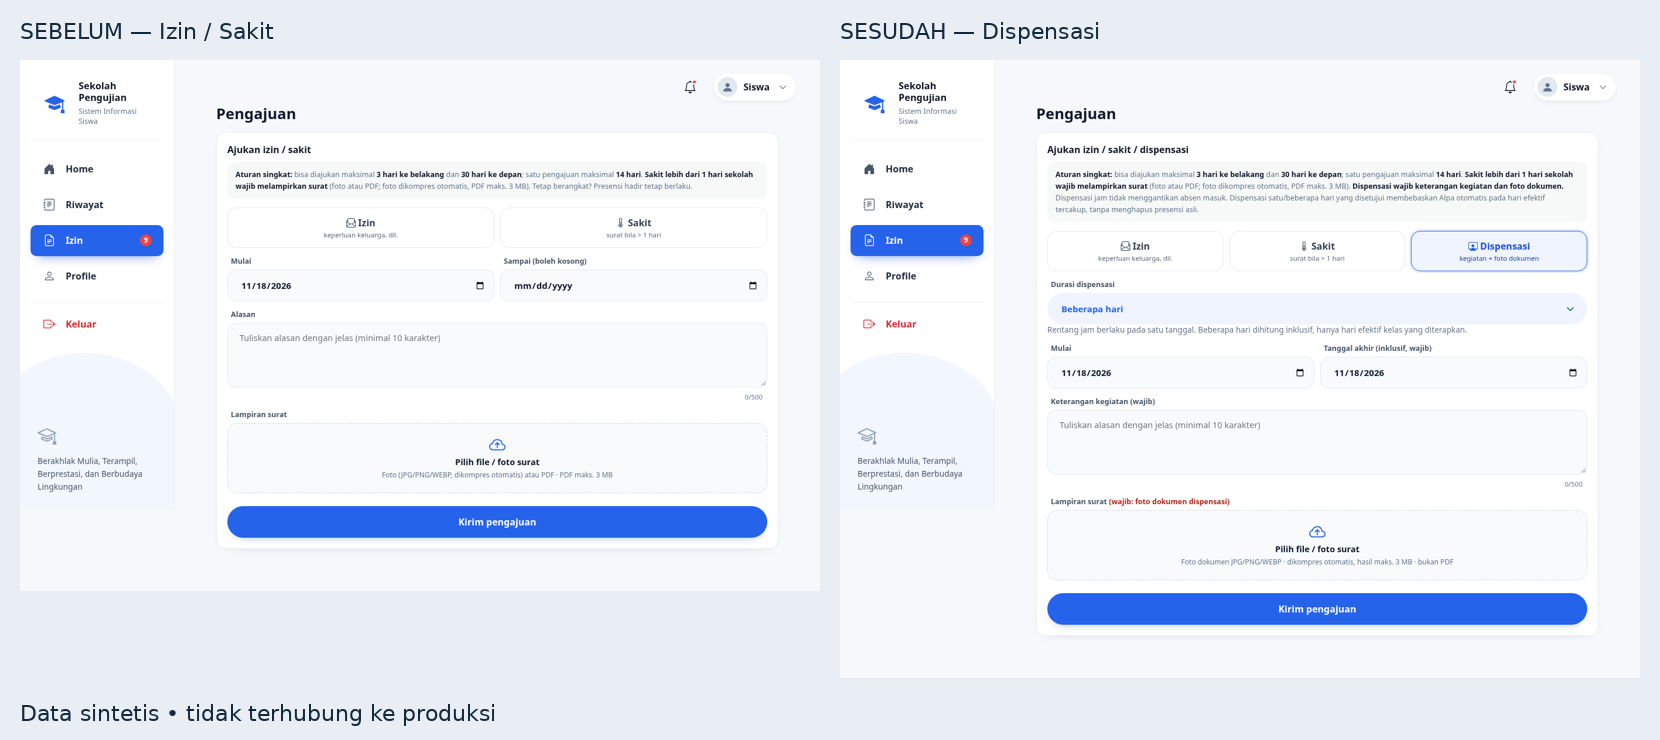 SEBELUM — Izin / Sakit
Sekolah
Pengujian
Sistem Informasi
Siswa
Home
Riwayat
Izin
9
Profile
Keluar
Berakhlak Mulia, Terampil,
Berprestasi, dan Berbudaya
Lingkungan
Siswa
Pengajuan
Ajukan izin / sakit
Aturan singkat: bisa diajukan maksimal 3 hari ke belakang dan 30 hari ke depan; satu pengajuan maksimal 14 hari. Sakit lebih dari 1 hari sekolah
wajib melampirkan surat (foto atau PDF; foto dikompres otomatis, PDF maks. 3 MB). Tetap berangkat? Presensi hadir tetap berlaku.
Izin
keperluan keluarga, dll.
Sakit
surat bila > 1 hari
Mulai
Sampai (boleh kosong)
11/18/2026
mm/dd/yyyy
Alasan
Tuliskan alasan dengan jelas (minimal 10 karakter)
0/500
Lampiran surat
Pilih file / foto surat
Foto (JPG/PNG/WEBP, dikompres otomatis) atau PDF · PDF maks. 3 MB
Kirim pengajuan
SESUDAH — Dispensasi
Sekolah
Pengujian
Sistem Informasi
Siswa
Home
Riwayat
Izin
9
Profile
Keluar
Berakhlak Mulia, Terampil,
Berprestasi, dan Berbudaya
Lingkungan
Siswa
Pengajuan
Ajukan izin / sakit / dispensasi
Aturan singkat: bisa diajukan maksimal 3 hari ke belakang dan 30 hari ke depan; satu pengajuan maksimal 14 hari. Sakit lebih dari 1 hari sekolah
wajib melampirkan surat (foto atau PDF; foto dikompres otomatis, PDF maks. 3 MB). Dispensasi wajib keterangan kegiatan dan foto dokumen.
Dispensasi jam tidak menggantikan absen masuk. Dispensasi satu/beberapa hari yang disetujui membebaskan Alpa otomatis pada hari efektif
tercakup, tanpa menghapus presensi asli.
Izin
keperluan keluarga, dll.
Sakit
surat bila > 1 hari
Dispensasi
kegiatan + foto dokumen
Durasi dispensasi
Beberapa hari
Rentang jam berlaku pada satu tanggal. Beberapa hari dihitung inklusif, hanya hari efektif kelas yang diterapkan.
Mulai
Tanggal akhir (inklusif, wajib)
11/18/2026
11/18/2026
Keterangan kegiatan (wajib)
Tuliskan alasan dengan jelas (minimal 10 karakter)
0/500
Lampiran surat (wajib: foto dokumen dispensasi)
Pilih file / foto surat
Foto dokumen JPG/PNG/WEBP · dikompres otomatis, hasil maks. 3 MB · bukan PDF
Kirim pengajuan
Data sintetis • tidak terhubung ke produksi